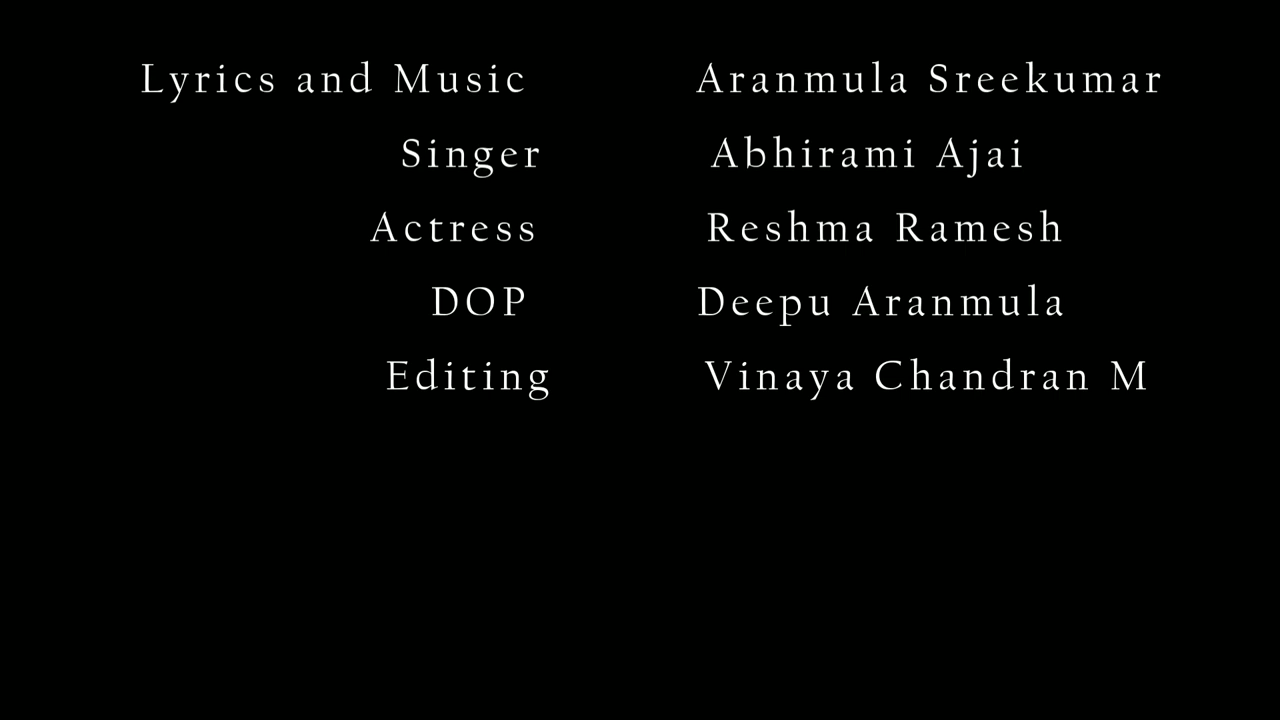 Lyrics and Music Aranmula Sreekumar
Singer Abhirami Ajai
Actress Reshma Ramesh
DOP Deepu Aranmula
Editing Vinaya Chandran M